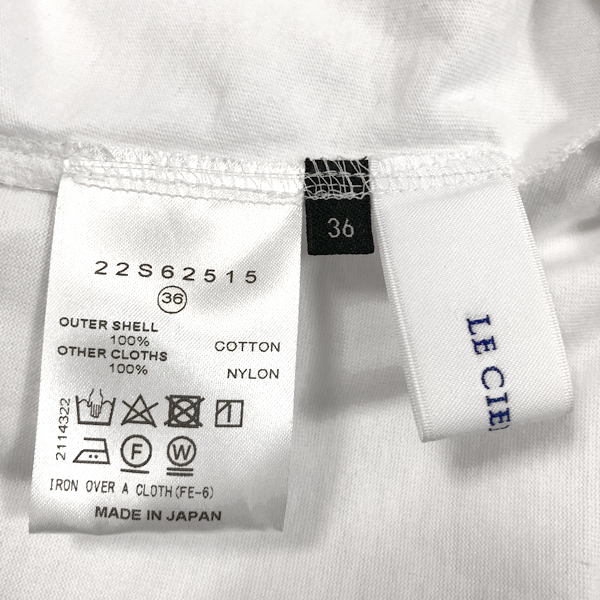 22S62515
36
OUTER SHELL
100% COTTON
OTHER CLOTHS
100% NYLON
2114322
F W
IRON OVER A CLOTH(FE-6)
MADE IN JAPAN
36
LE CIE